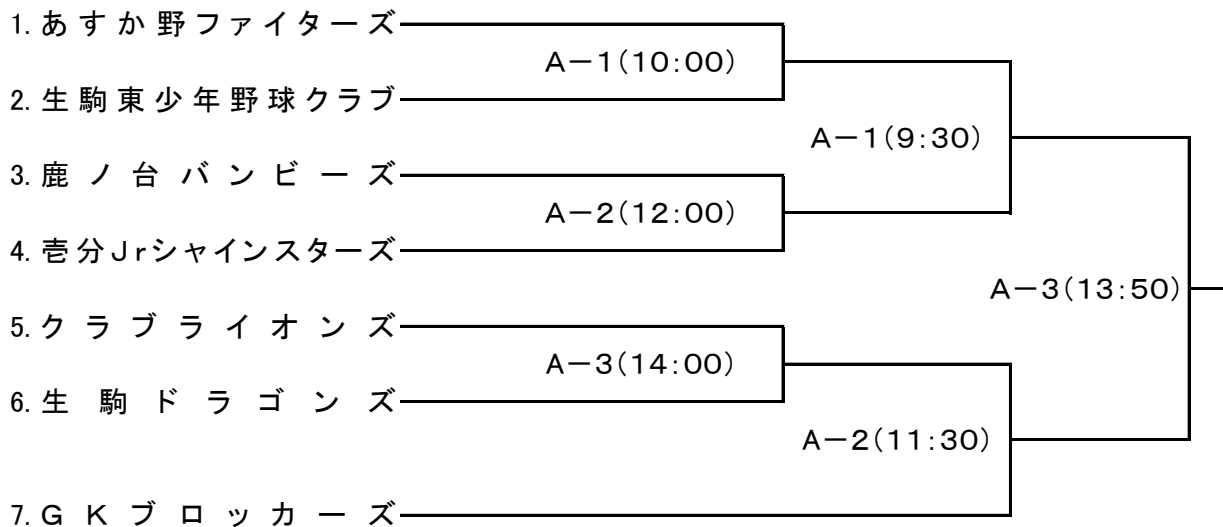 1. あすか野ファイターズ
A－1(10:00)
2. 生駒東少年野球クラブ
A－1(9:30)
3. 鹿ノ台バンビーズ
A－2(12:00)
4. 壱分Jrシャインスターズ
A－3(13:50)
5. クラブライオンズ
A－3(14:00)
6. 生駒ドラゴンズ
A－2(11:30)
7. GKブロッカーズ